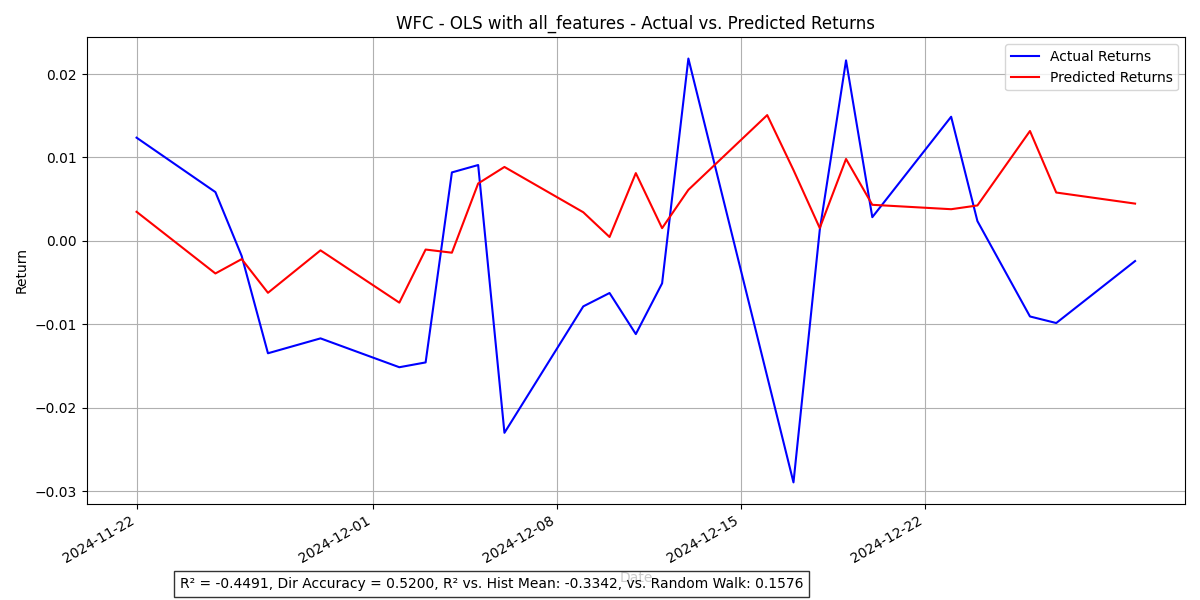 WFC - OLS with all_features - Actual vs. Predicted Returns
Actual Returns
Predicted Returns
Return
0.02
0.01
0.00
−0.01
−0.02
−0.03
2024-11-22
2024-12-01
2024-12-08
2024-12-15
2024-12-22
Date
R² = -0.4491, Dir Accuracy = 0.5200, R² vs. Hist Mean: -0.3342, vs. Random Walk: 0.1576